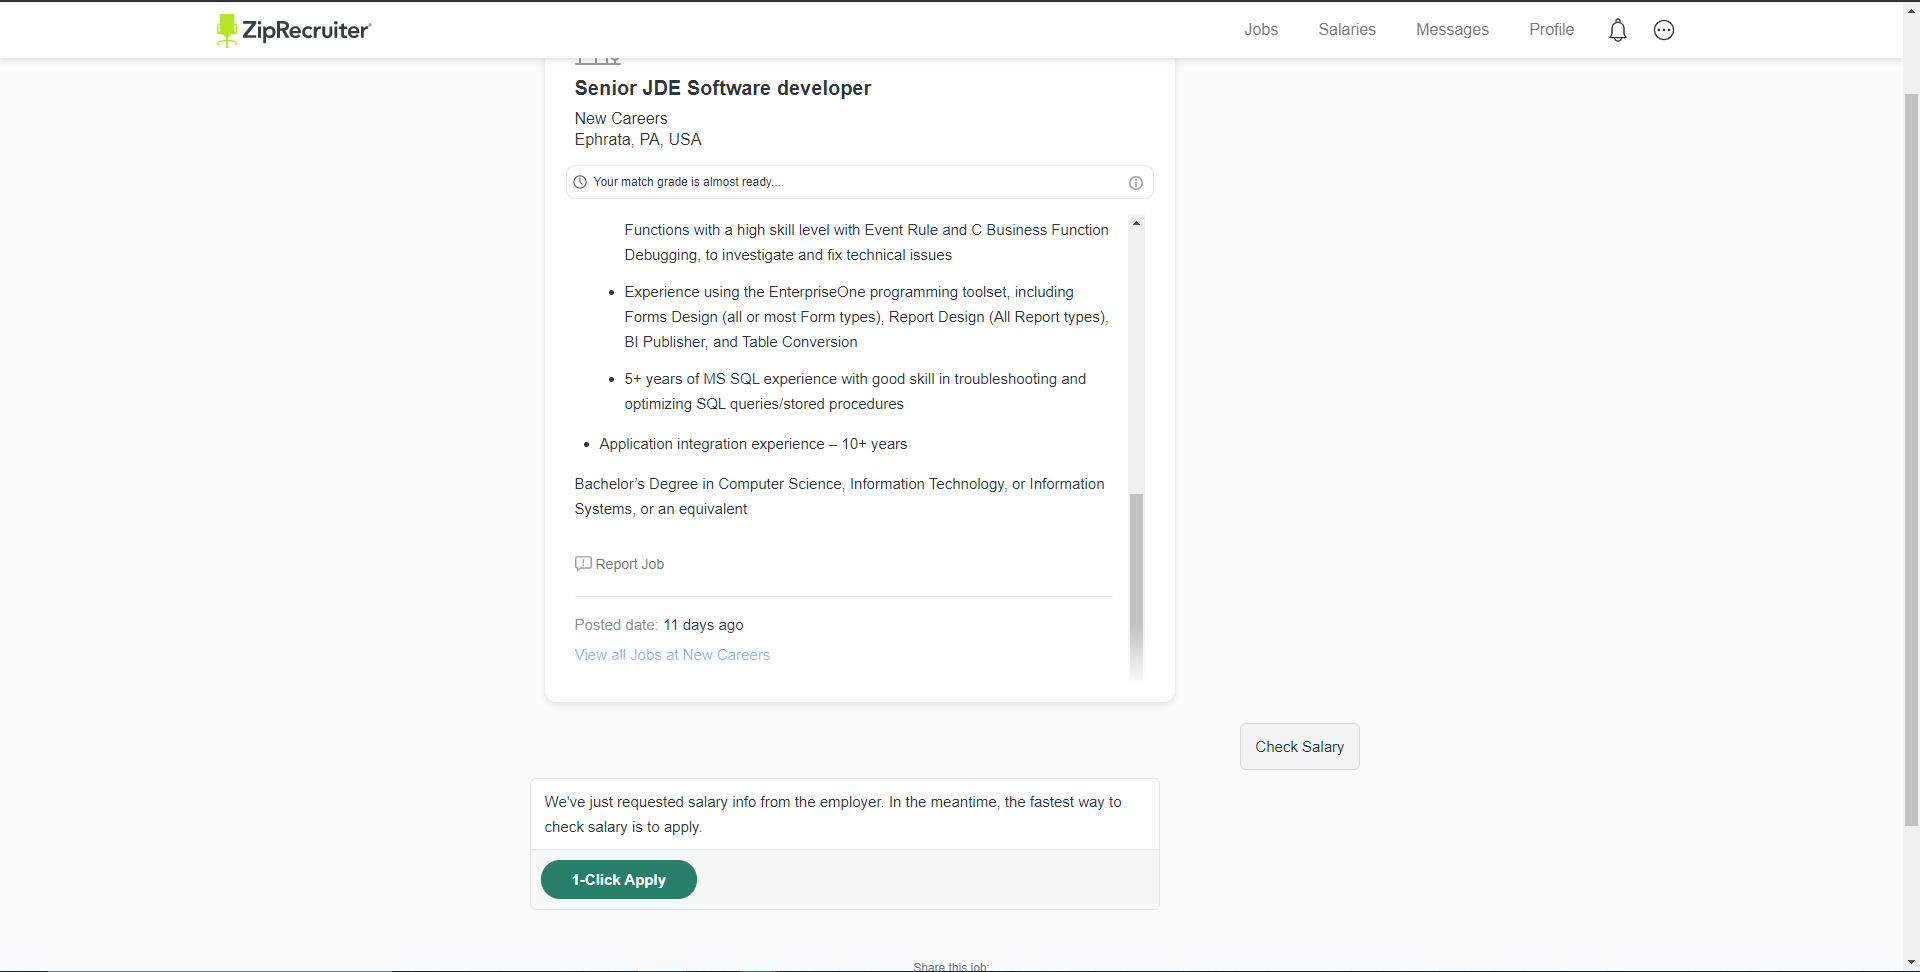 ZipRecruiter
Jobs
Salaries
Messages
Profile
Senior JDE Software developer
New Careers
Ephrata, PA, USA
Your match grade is almost ready...
Functions with a high skill level with Event Rule and C Business Function
Debugging, to investigate and fix technical issues
• Experience using the EnterpriseOne programming toolset, including
Forms Design (all or most Form types), Report Design (All Report types),
BI Publisher, and Table Conversion
• 5+ years of MS SQL experience with good skill in troubleshooting and
optimizing SQL queries/stored procedures
• Application integration experience – 10+ years
Bachelor’s Degree in Computer Science, Information Technology, or Information
Systems, or an equivalent
Report Job
Posted date: 11 days ago
View all Jobs at New Careers
Check Salary
We've just requested salary info from the employer. In the meantime, the fastest way to
check salary is to apply.
1-Click Apply
Share this job: